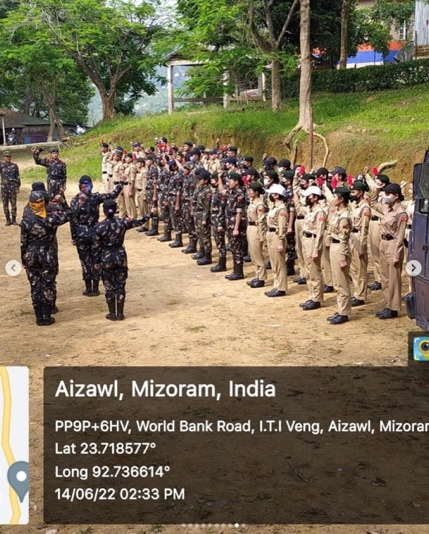 Aizawl, Mizoram, India
PP9P+6HV, World Bank Road, I.T.I Veng, Aizawl, Mizorar
Lat 23.718577°
Long 92.736614°
14/06/22 02:33 PM